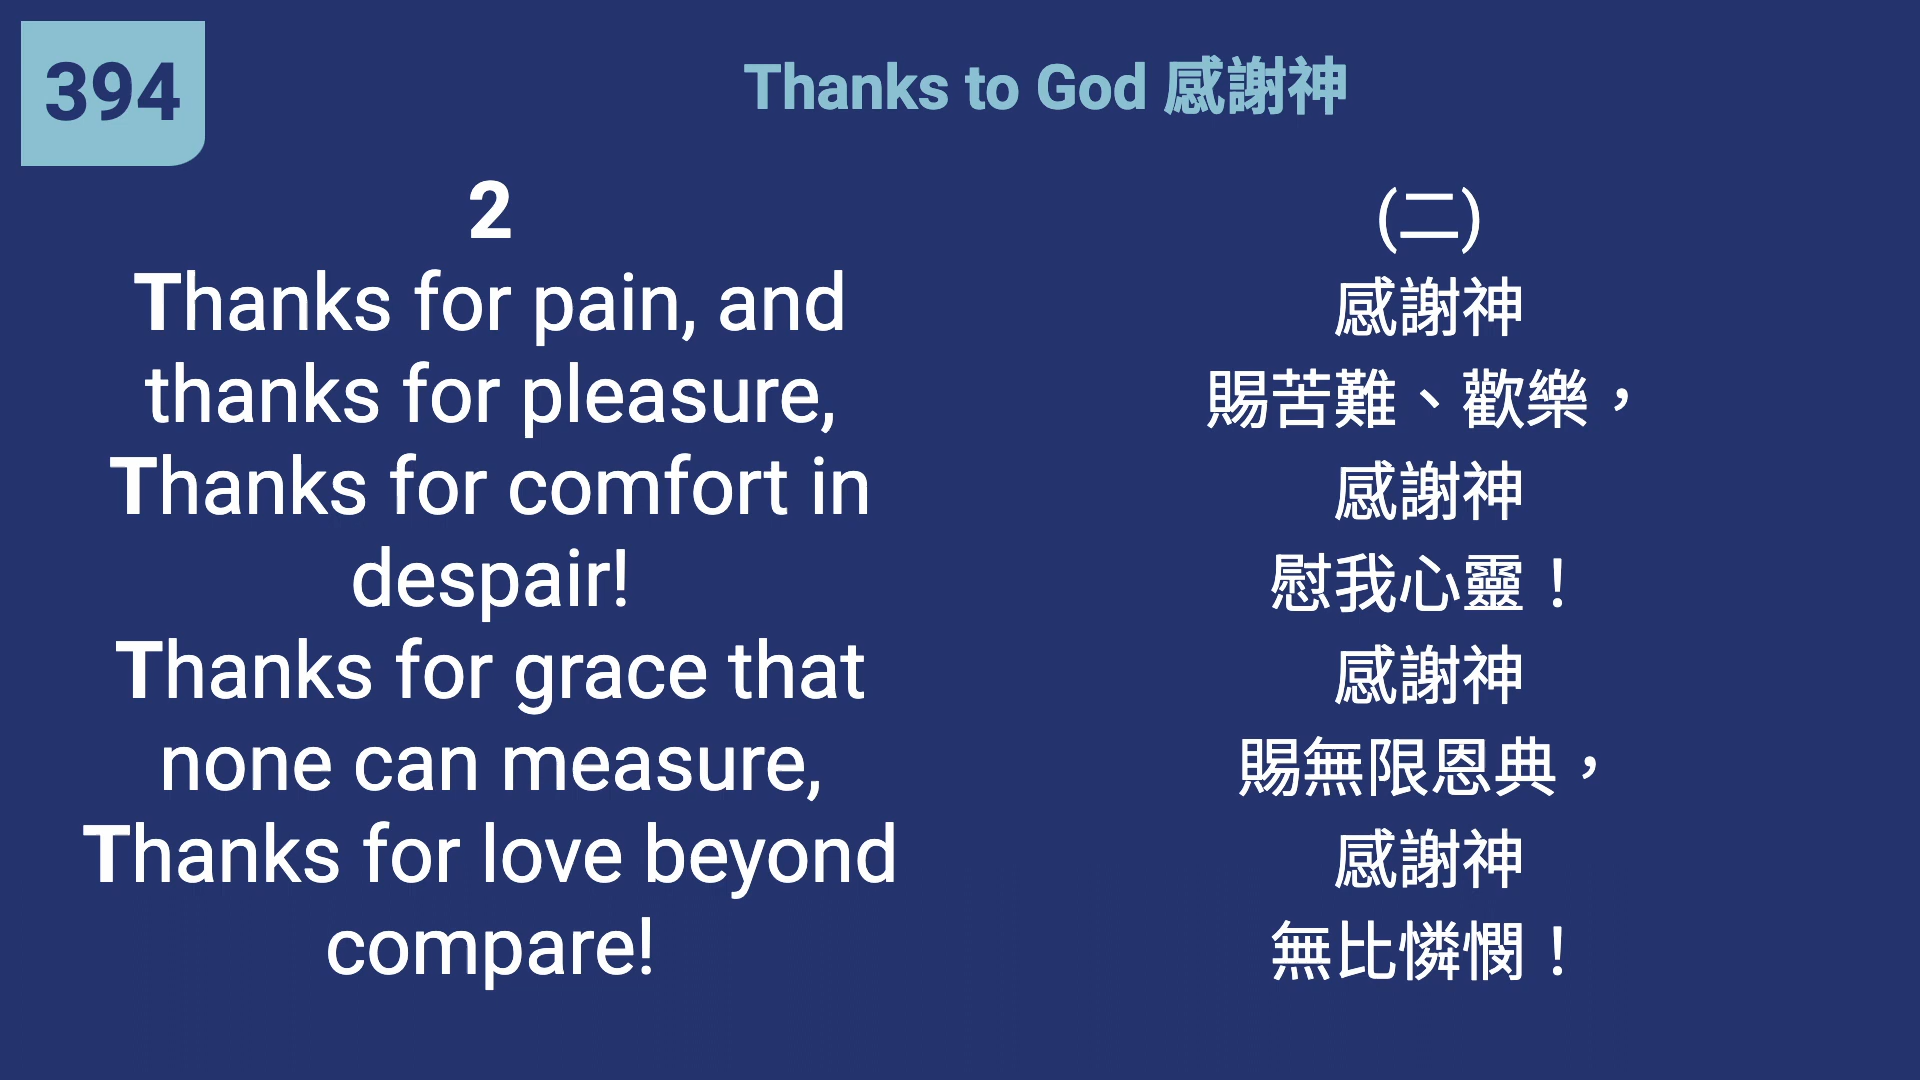 394
Thanks to God 感謝神
2
Thanks for pain, and
thanks for pleasure,
Thanks for comfort in
despair!
Thanks for grace that
none can measure,
Thanks for love beyond
compare!
(二)
感謝神
賜苦難、歡樂，
感謝神
慰我心靈！
感謝神
賜無限恩典，
感謝神
無比憐憫！